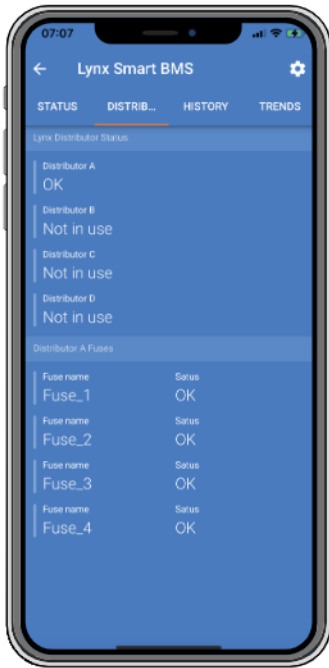 07:07
Lynx Smart BMS
STATUS DISTRIB... HISTORY TRENDS
Lynx Distributor Status
Distributor A
OK
Distributor B
Not in use
Distributor C
Not in use
Distributor D
Not in use
Distributor A Fuses
Fuse name Satus
Fuse_1 OK
Fuse name Satus
Fuse_2 OK
Fuse name Satus
Fuse_3 OK
Fuse name Satus
Fuse_4 OK